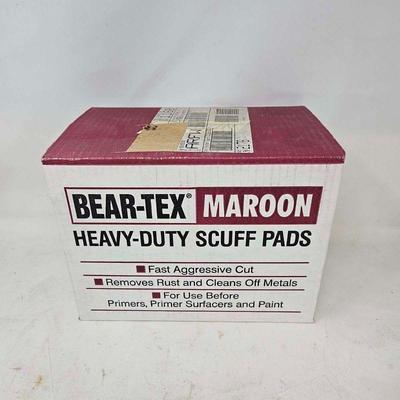 BEAR-TEX® MAROON
HEAVY-DUTY SCUFF PADS
Fast Aggressive Cut
Removes Rust and Cleans Off Metals
For Use Before
Primers, Primer Surfacers and Paint